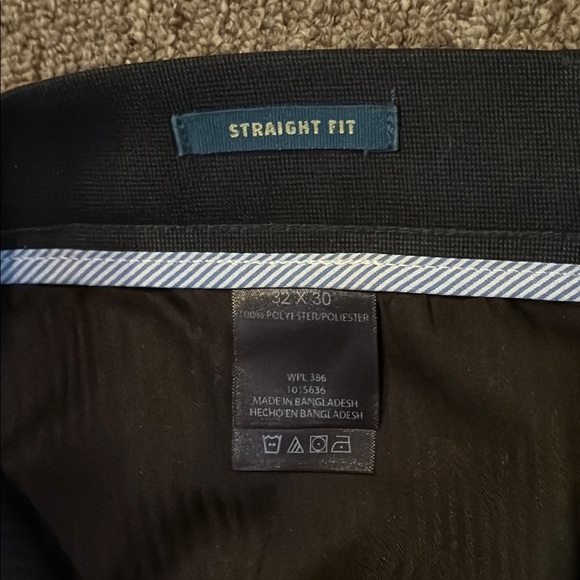 STRAIGHT FIT
32 X 30
100% POLYESTER/POLIESTER
WPL 386
1015636
MADE IN BANGLADESH
HECHO EN BANGLADESH